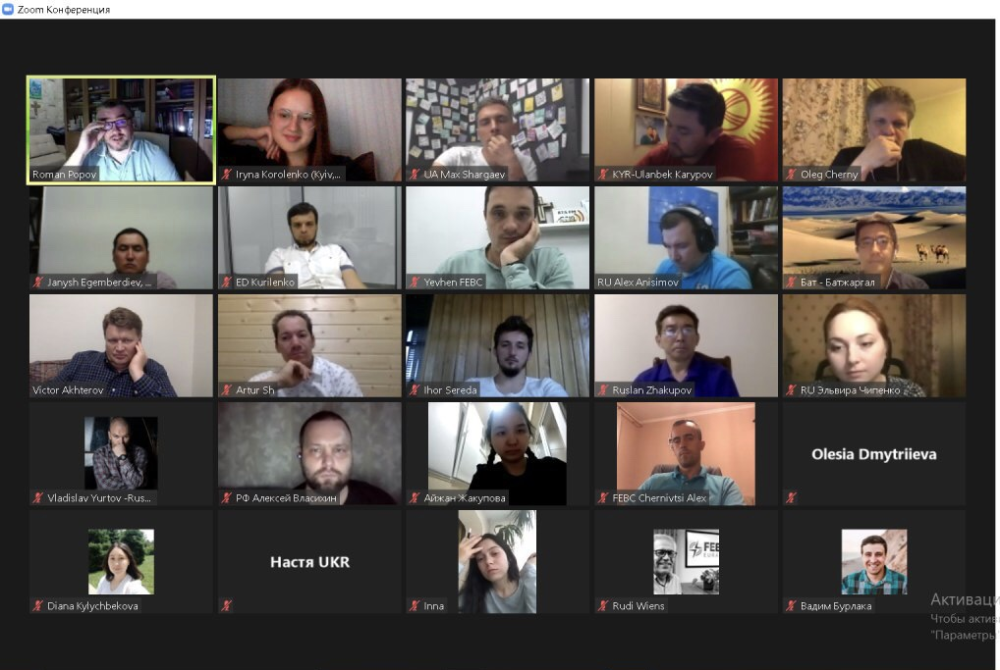 Zoom Конференция
Roman Popov
Iryna Korolenko (Kyiv,...
UA Max Shargaev
KYR-Ulanbek Karypov
Oleg Cherny
Janysh Egemberdiev, ...
ED Kurilenko
Yevhen FEBC
RU Alex Anisimov
Бат - Батжаргал
Victor Akhterov
Artur Sh
Ihor Sereda
Ruslan Zhakupov
RU Эльвира Чипенко
Vladislav Yurtov -Rus...
РФ Алексей Власихин
Айжан Жакупова
FEBC Chernivtsi Alex
Olesia Dmytriieva
Diana Kylychbekova
Настя UKR
Inna
FEB
Rudi Wiens
Вадим Бурлака
Активаци
Чтобы актив
"Параметры